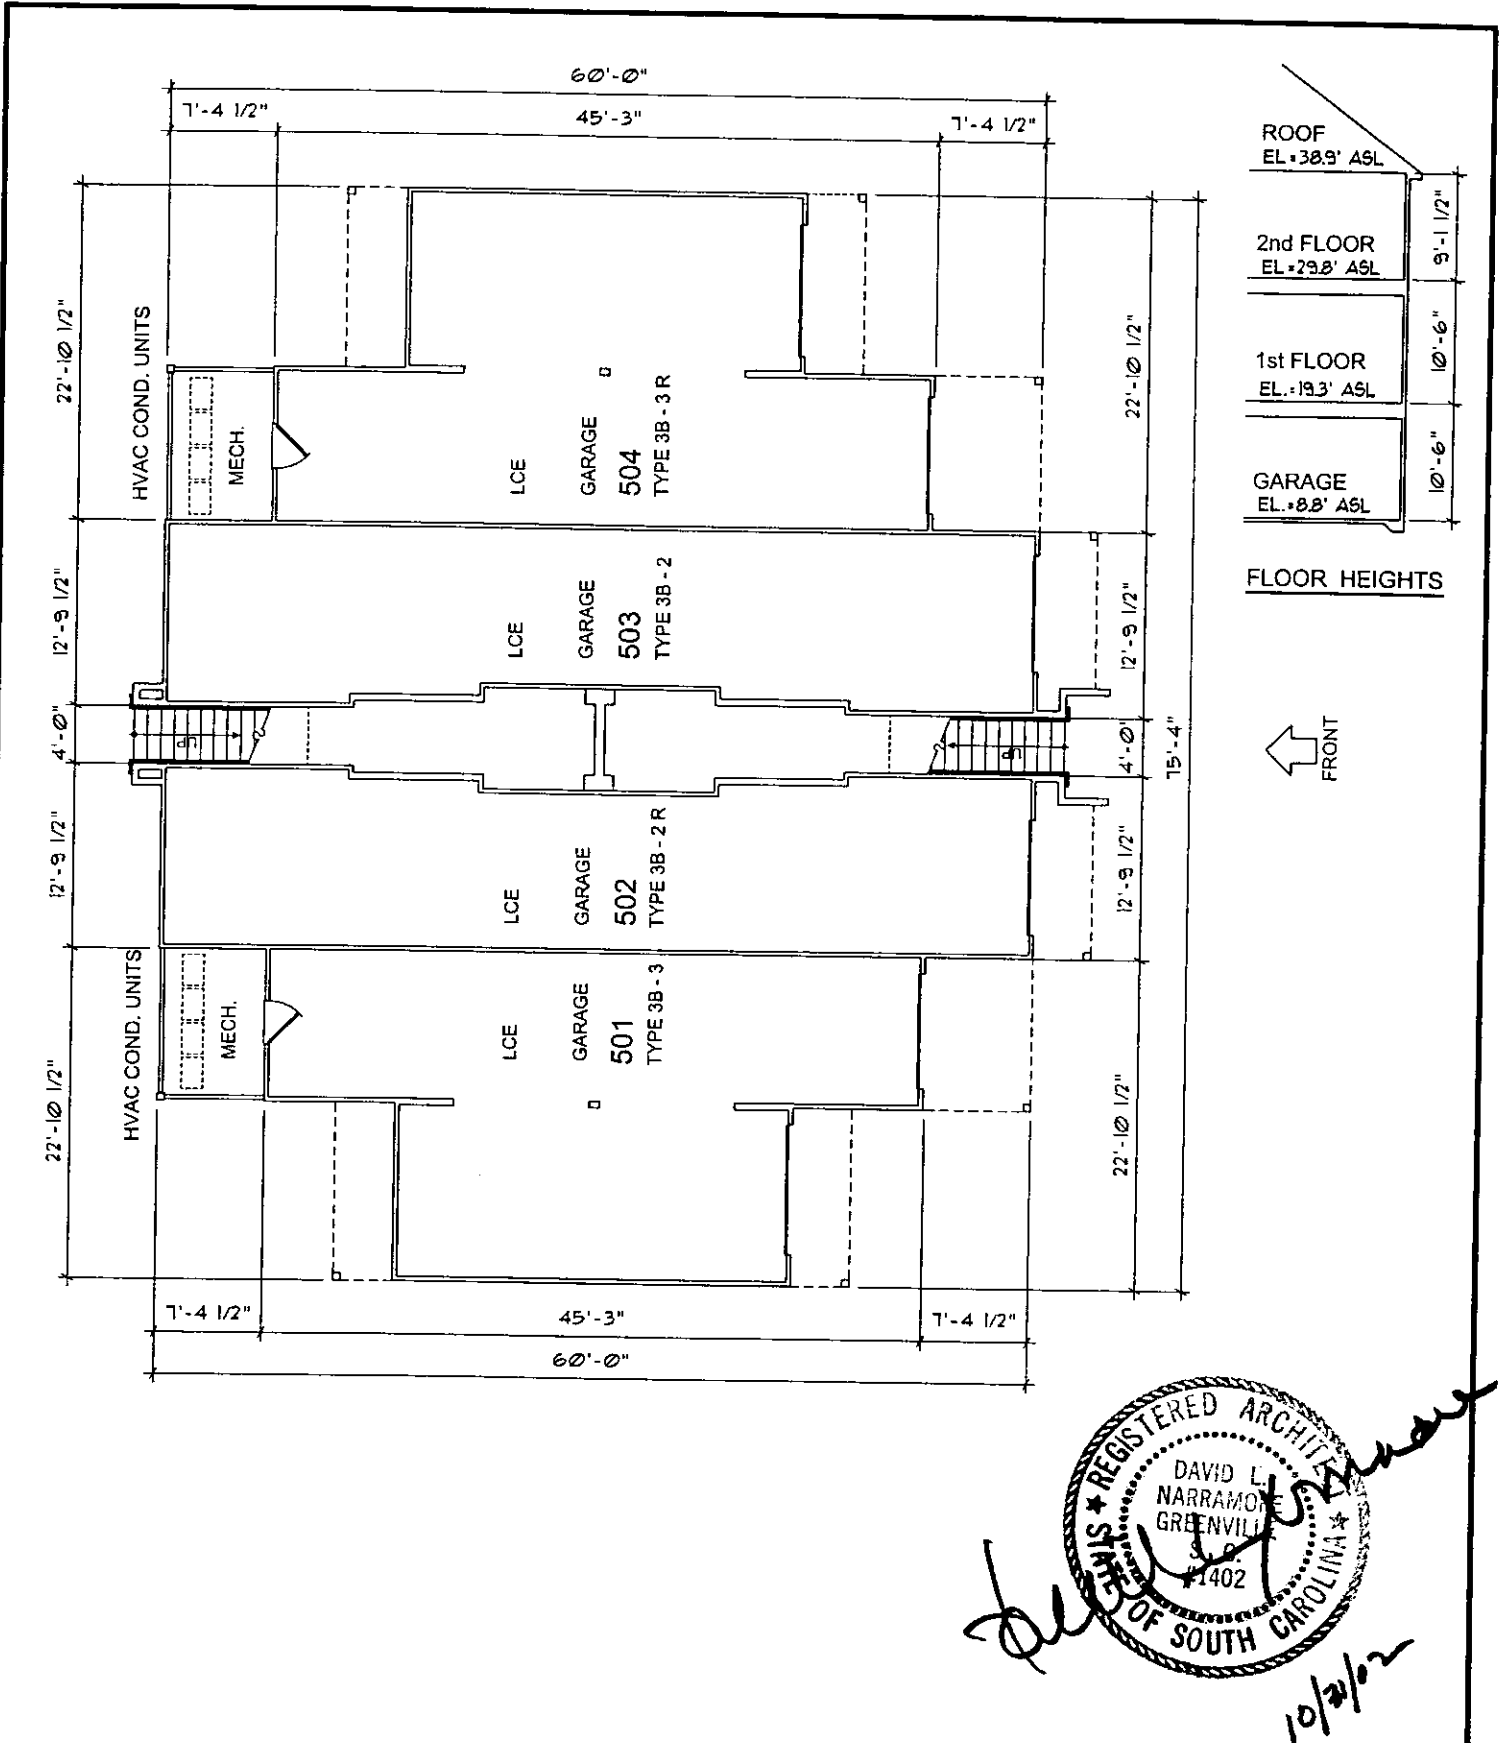 60'-0"
7'-4 1/2"
45'-3"
7'-4 1/2"
ROOF
EL=38.9' ASL
9'-1 1/2"
2nd FLOOR
EL=29.8' ASL
10'-6"
1st FLOOR
EL.=19.3' ASL
10'-6"
GARAGE
EL.=8.8' ASL
FLOOR HEIGHTS
22'-10 1/2"
HVAC COND. UNITS
MECH.
LCE
GARAGE
504
TYPE 3B - 3 R
22'-10 1/2"
12'-9 1/2"
LCE
GARAGE
503
TYPE 3B - 2
12'-9 1/2"
4'-0"
UP
UP
4'-0"
75'-4"
FRONT
12'-9 1/2"
LCE
GARAGE
502
TYPE 3B - 2 R
12'-9 1/2"
22'-10 1/2"
HVAC COND. UNITS
MECH.
LCE
GARAGE
501
TYPE 3B - 3
22'-10 1/2"
7'-4 1/2"
45'-3"
7'-4 1/2"
60'-0"
REGISTERED ARCHITE
STATE OF SOUTH CAROLINA
DAVID L.
NARRAMORE
GREENVILLE
S. C.
#1402